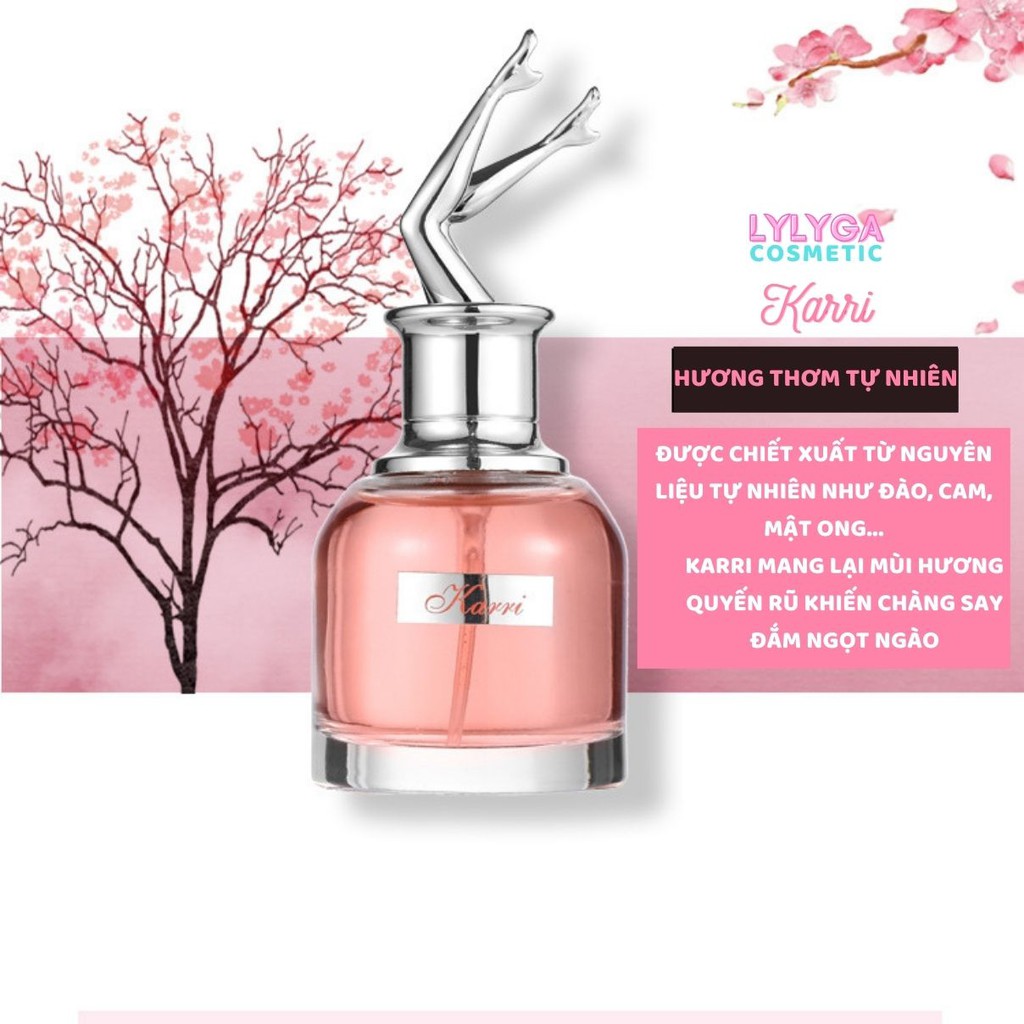 LYLYGA
COSMETIC
Karri
HƯƠNG THƠM TỰ NHIÊN
ĐƯỢC CHIẾT XUẤT TỪ NGUYÊN
LIỆU TỰ NHIÊN NHƯ ĐÀO, CAM,
MẬT ONG...
KARRI MANG LẠI MÙI HƯƠNG
QUYẾN RŨ KHIẾN CHÀNG SAY
ĐẮM NGỌT NGÀO
Karri